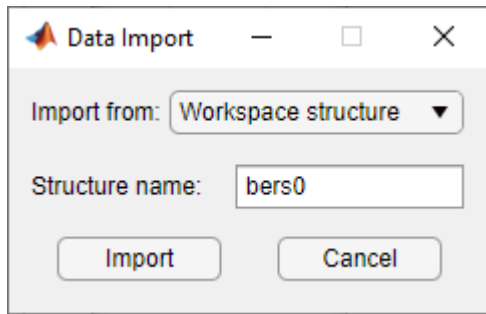 Data Import
Import from: Workspace structure
Structure name: bers0
Import Cancel